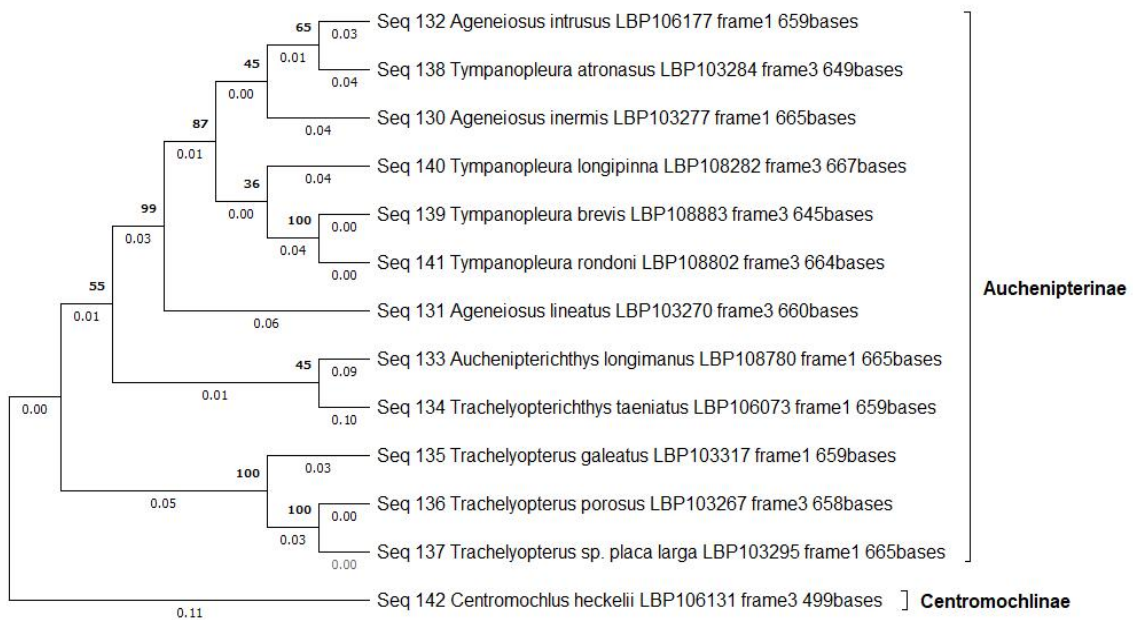 65 Seq 132 Ageneiosus intrusus LBP106177 frame1 659bases
0.03
45 0.01
Seq 138 Tympanopleura atronasus LBP103284 frame3 649bases
0.00 0.04
87 Seq 130 Ageneiosus inermis LBP103277 frame1 665bases
0.04
0.01
Seq 140 Tympanopleura longipinna LBP108282 frame3 667bases
36 0.04
99 0.00 100 Seq 139 Tympanopleura brevis LBP108883 frame3 645bases
0.00
0.03 0.04
Seq 141 Tympanopleura rondoni LBP108802 frame3 664bases
0.00
55 Auchenipterinae
Seq 131 Ageneiosus lineatus LBP103270 frame3 660bases
0.01 0.06
45 Seq 133 Auchenipterichthys longimanus LBP108780 frame1 665bases
0.09
0.01
0.00 Seq 134 Trachelyopterichthys taeniatus LBP106073 frame1 659bases
0.10
Seq 135 Trachelyopterus galeatus LBP103317 frame1 659bases
100 0.03
0.05 100 Seq 136 Trachelyopterus porosus LBP103267 frame3 658bases
0.00
0.03
Seq 137 Trachelyopterus sp. placa larga LBP103295 frame1 665bases
0.00
Seq 142 Centromochlus heckelii LBP106131 frame3 499bases Centromochlinae
0.11